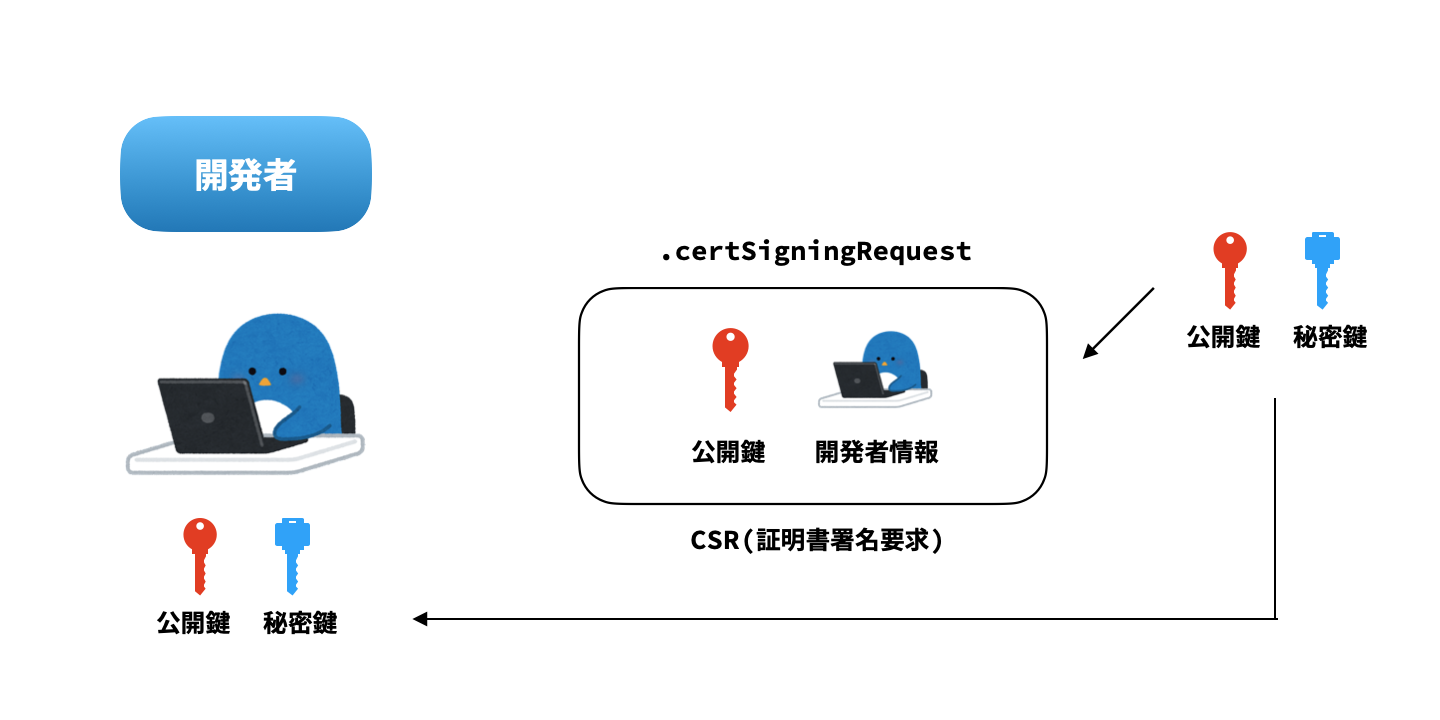 開発者
.certSigningRequest
公開鍵
秘密鍵
公開鍵
開発者情報
CSR(証明書署名要求)
公開鍵
秘密鍵